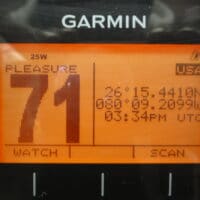 GARMIN
25W
PLEASURE USA
71
26°15.4410N
080°09.2099W
03:34PM UTC
WATCH SCAN